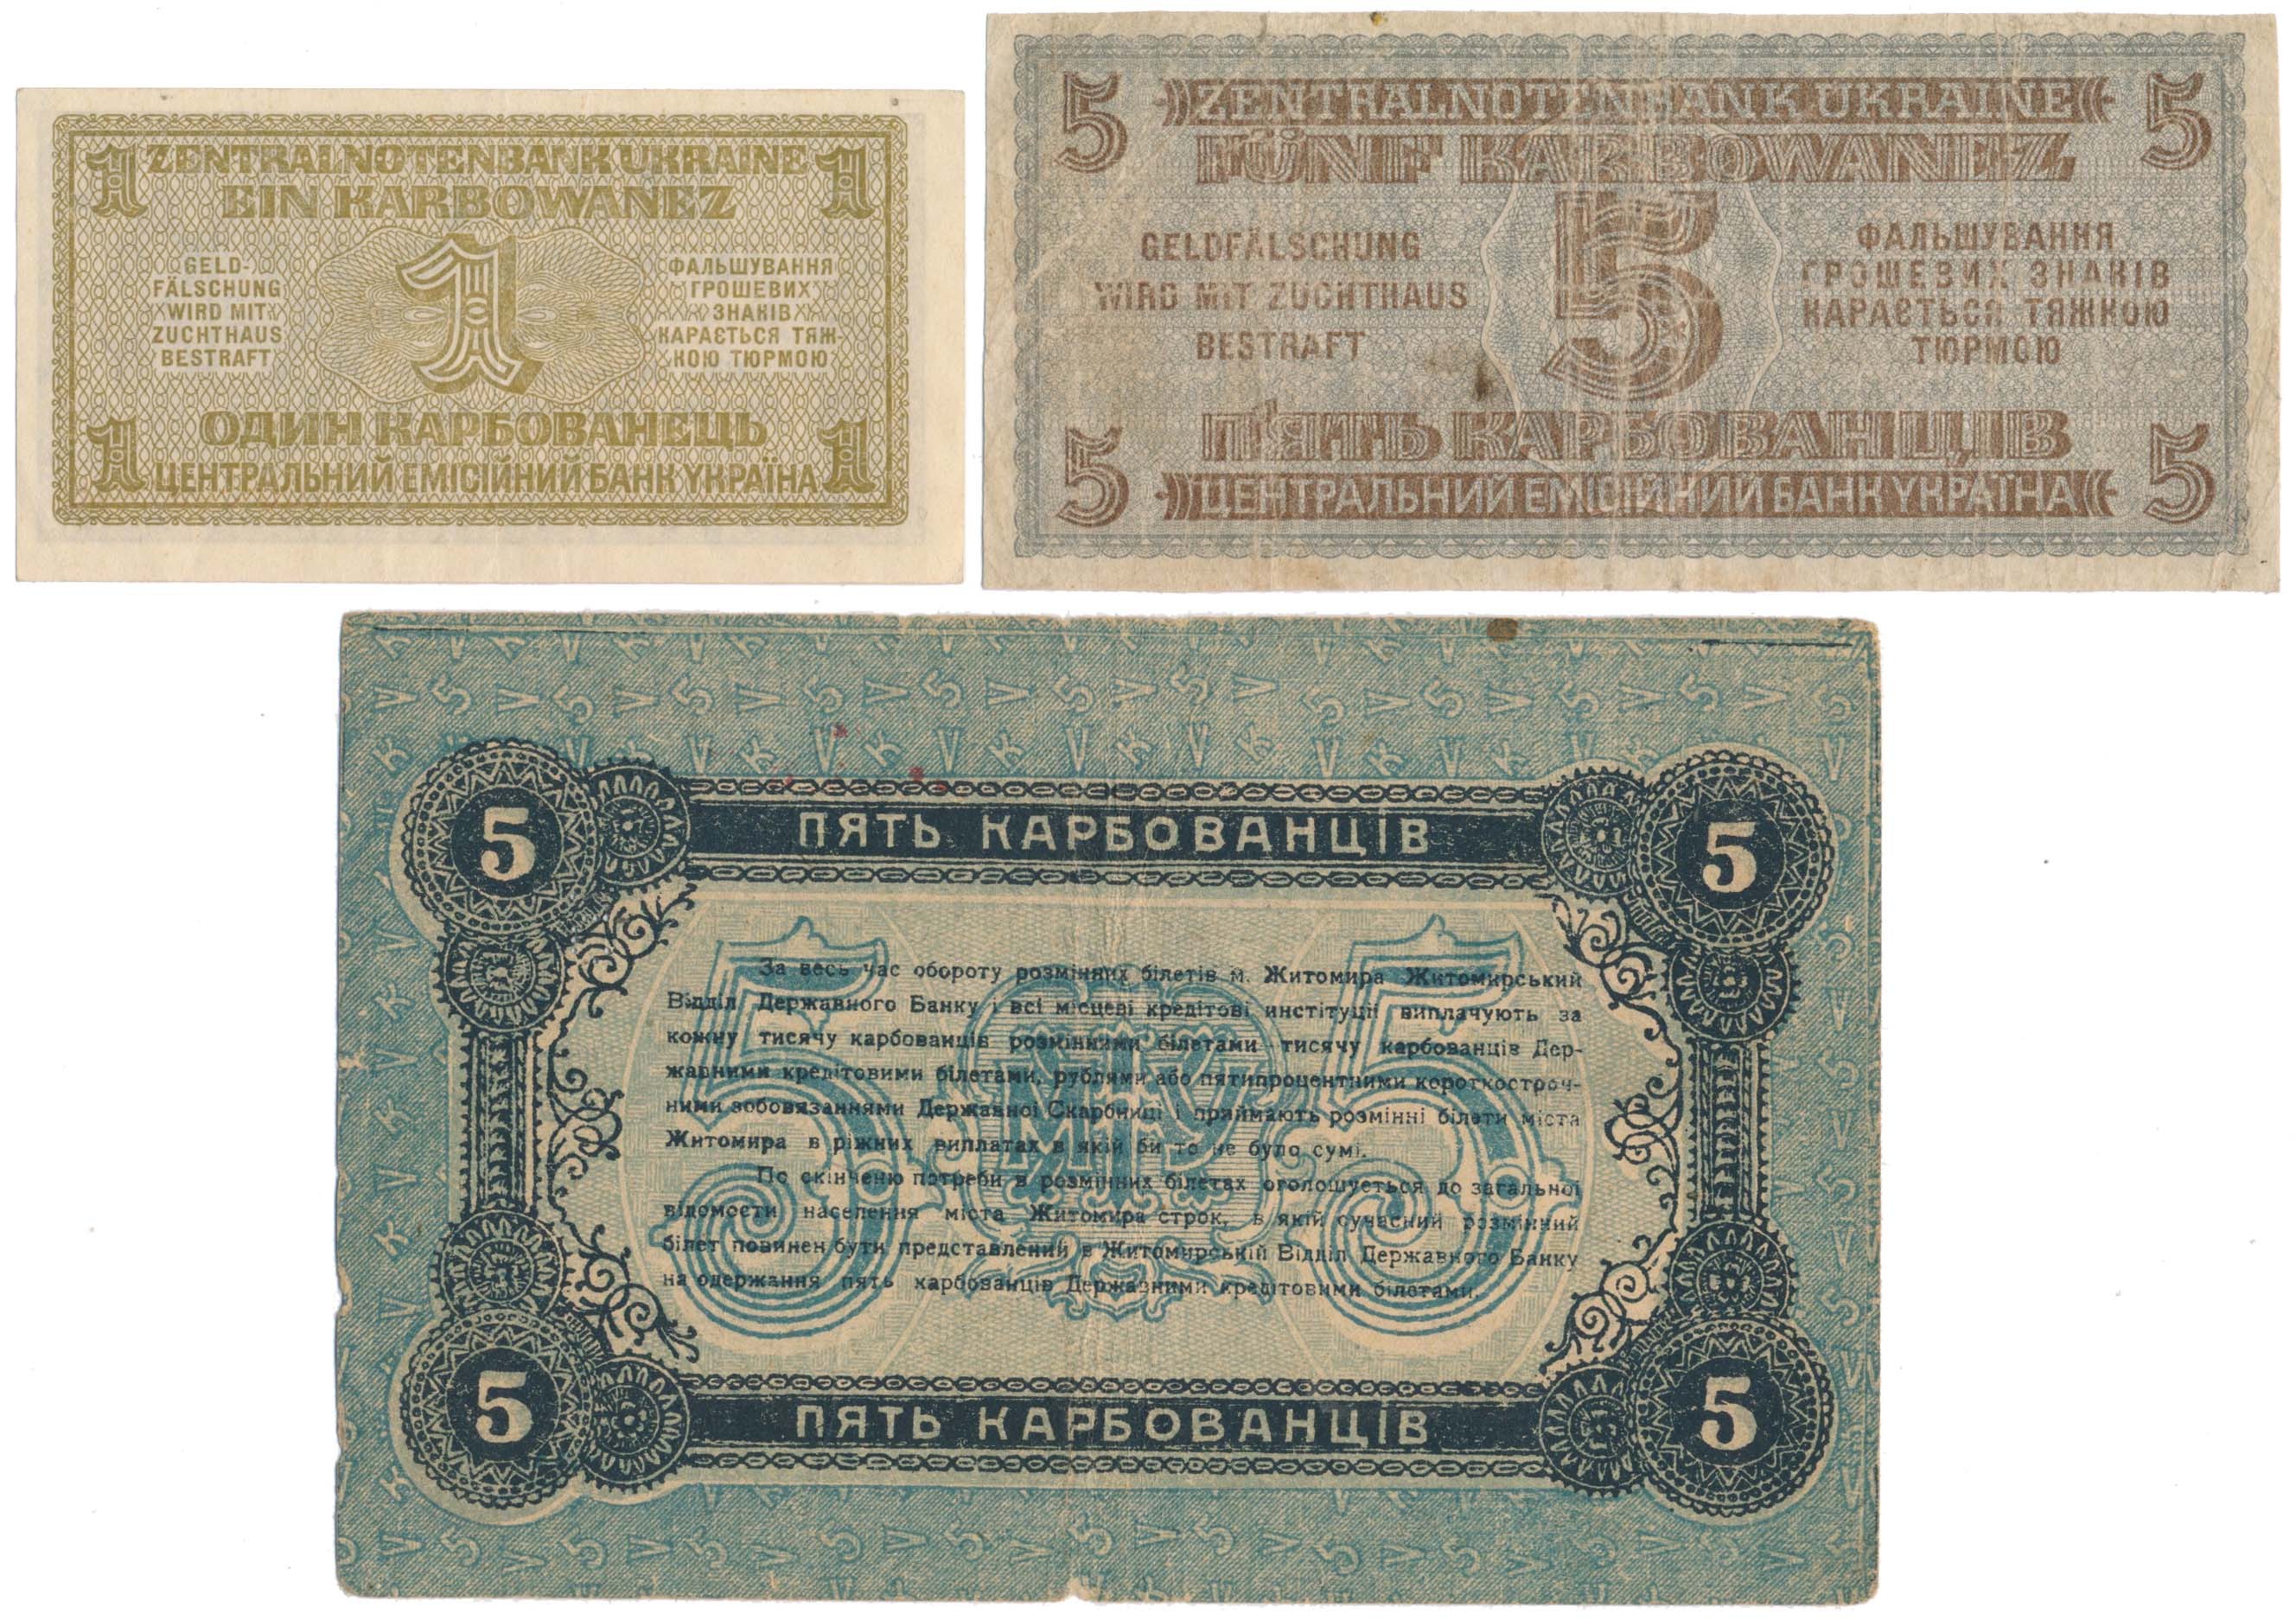 1 ZENTRALNOTENBANK UKRAINE 1
EIN KARBOWANEZ
GELD-
FÄLSCHUNG
WIRD MIT
ZUCHTHAUS
BESTRAFT
1
ФАЛЬШУВАННЯ
ГРОШЕВИХ
ЗНАКІВ
КАРАЄТЬСЯ ТЯЖ-
КОЮ ТЮРМОЮ
ОДИН КАРБОВАНЕЦЬ
1 ЦЕНТРАЛЬНИЙ ЕМІСІЙНИЙ БАНК УКРАЇНА 1
5 ZENTRALNOTENBANK UKRAINE 5
FÜNF KARBOWANEZ
GELDFÄLSCHUNG
WIRD MIT ZUCHTHAUS
BESTRAFT
5
ФАЛЬШУВАННЯ
ГРОШЕВИХ ЗНАКІВ
КАРАЄТЬСЯ ТЯЖКОЮ
ТЮРМОЮ
П'ЯТЬ КАРБОВАНЦІВ
5 ЦЕНТРАЛЬНИЙ ЕМІСІЙНИЙ БАНК УКРАЇНА 5
5 ПЯТЬ КАРБОВАНЦІВ 5
5 5
За весь час обороту розмінних білетів м. Житомира Житомирський
Відділ Державного Банку і всі місцеві кредітові инстітуції виплачують за
кожну тисячу карбованців розмінними білетами тисячу карбованців Дер-
жавними кредітовими білетами, рублями або пятипроцентними короткостроч-
ними зобовязаннями Державної Скарбниці і приймають розмінні білети міста
Житомира в ріжних виплатах в якій би то не було сумі.
По скінченю потреби в розмінних білетах оголошується до загальної
відомости населення міста Житомира строк, в якій сучасний розмінний
білет повинен бути представлений в Житомирській Відділ Державного Банку
на одержання пять карбованців Державними кредітовими білетами.
5 ПЯТЬ КАРБОВАНЦІВ 5